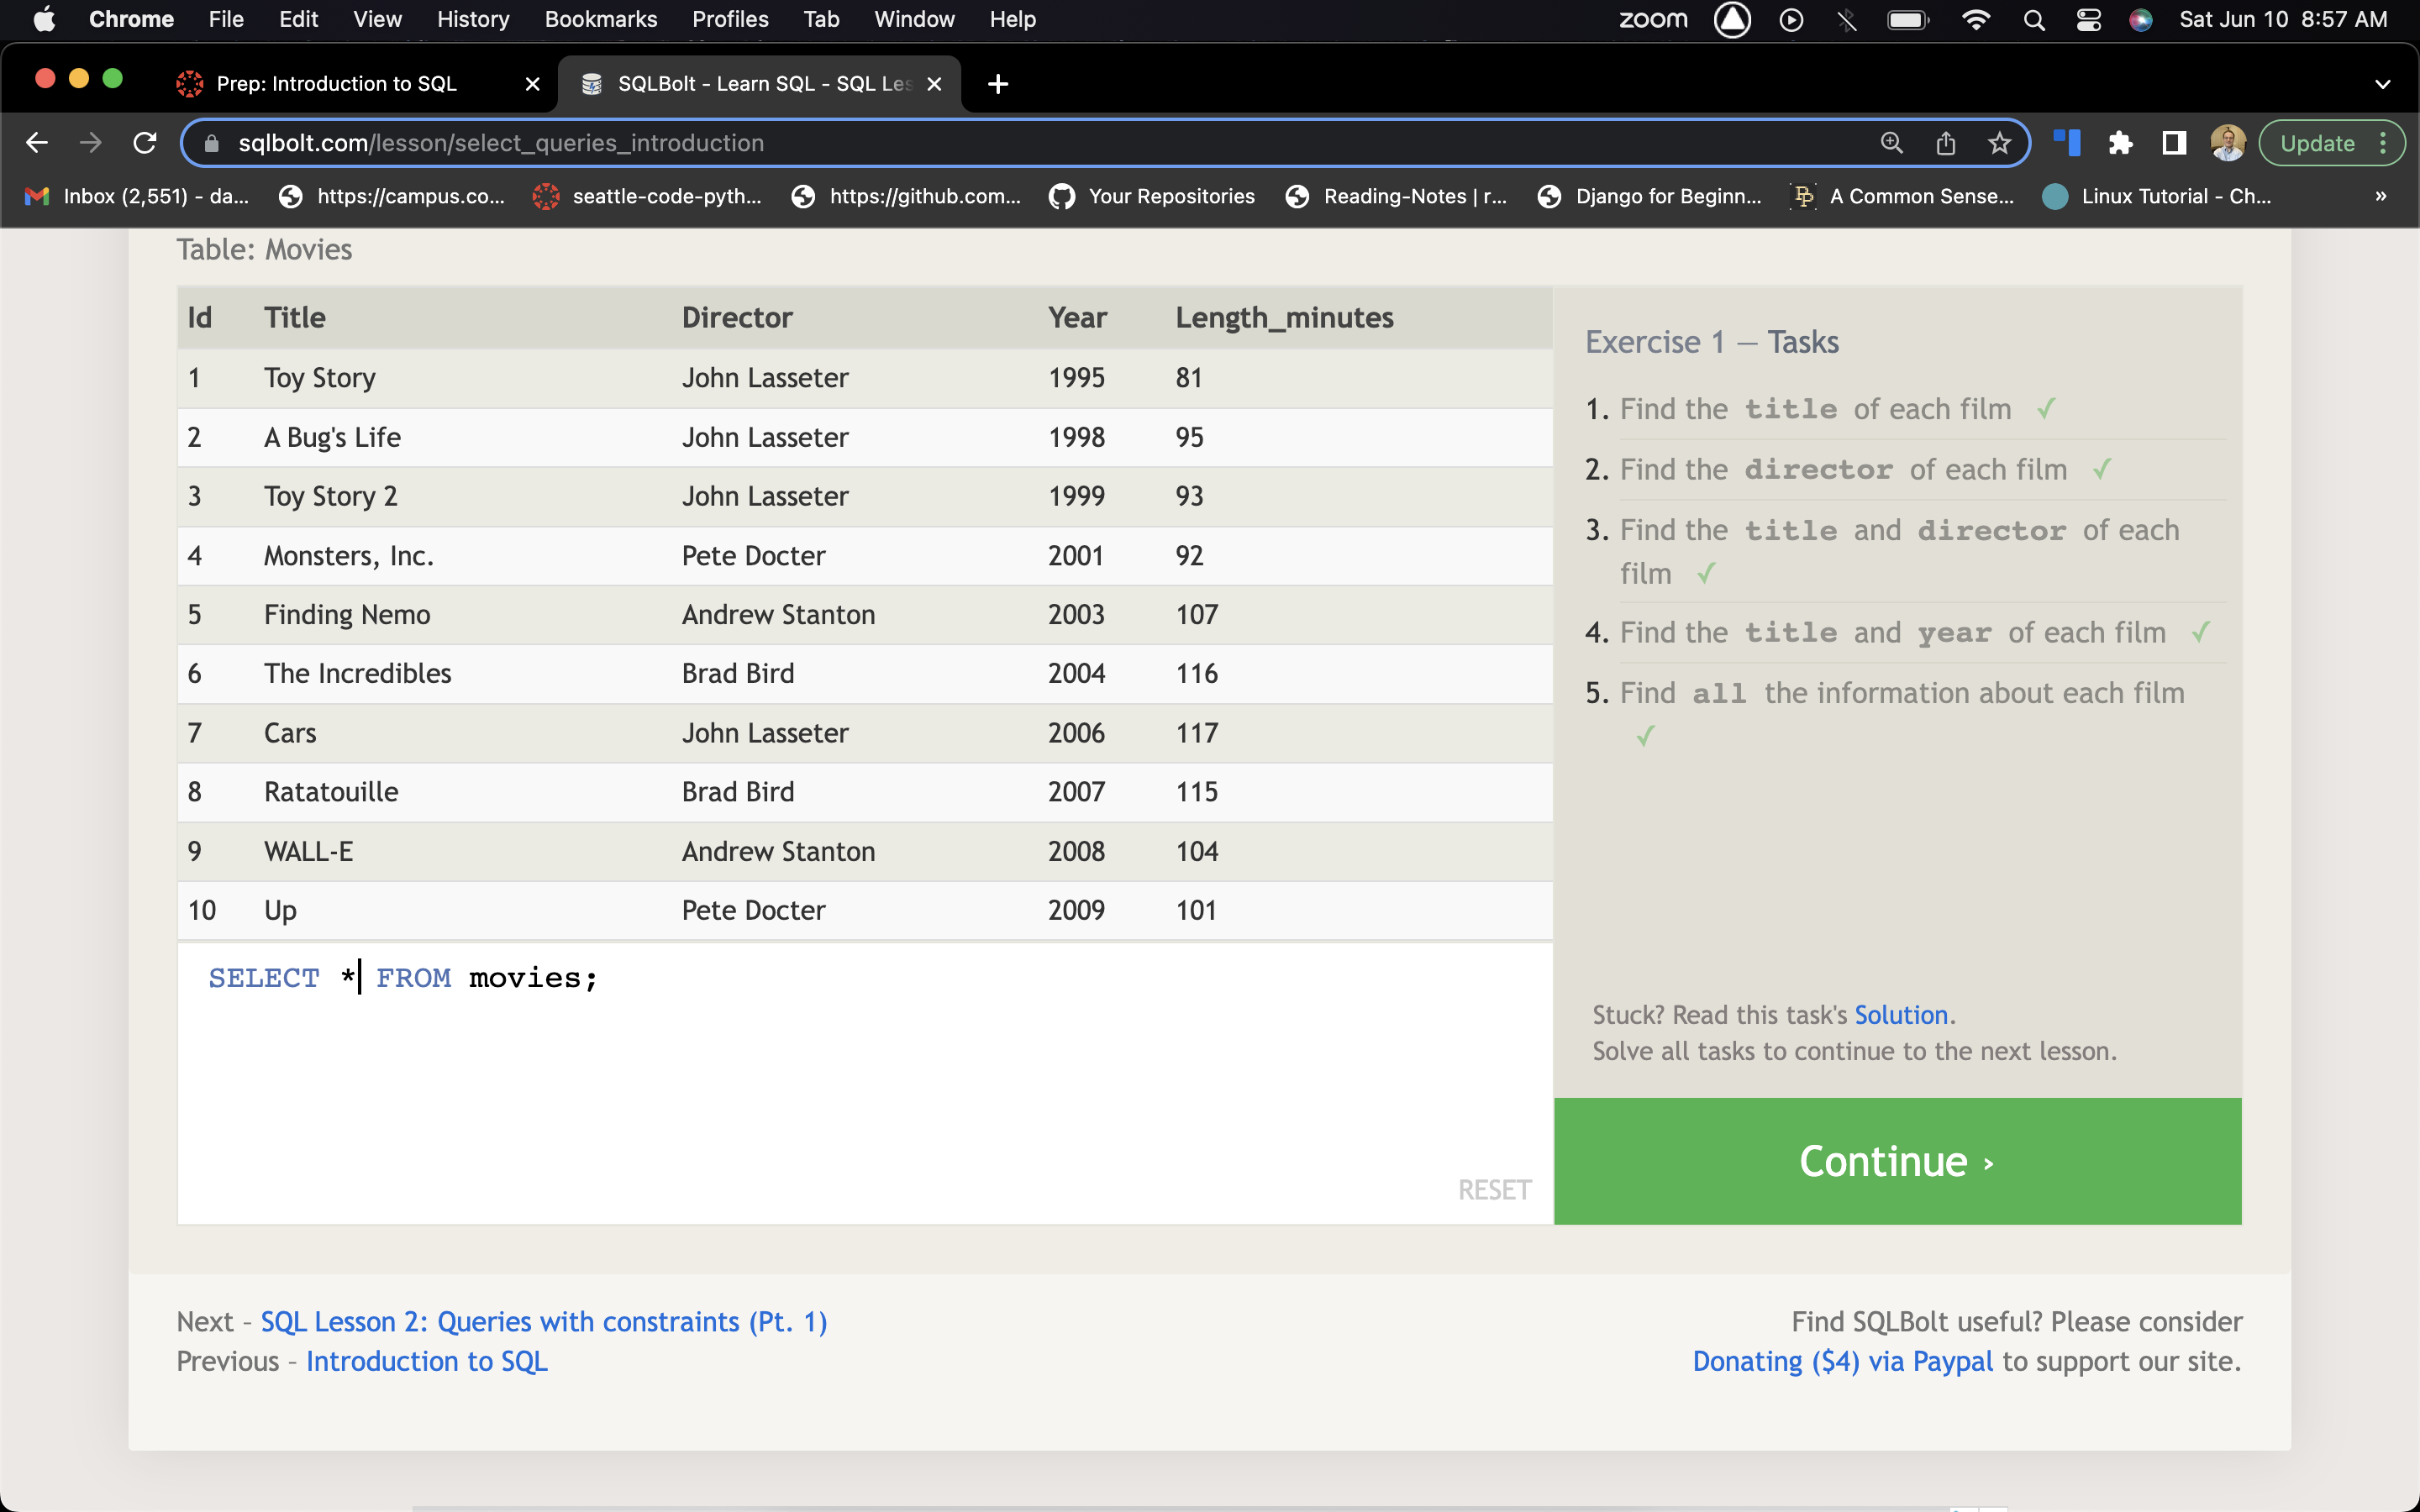 Chrome File Edit View History Bookmarks Profiles Tab Window Help zoom Sat Jun 10 8:57 AM
Prep: Introduction to SQL SQLBolt - Learn SQL - SQL Les
sqlbolt.com/lesson/select_queries_introduction Update
Inbox (2,551) - da... https://campus.co... seattle-code-pyth... https://github.com... Your Repositories Reading-Notes | r... Django for Beginn... A Common Sense... Linux Tutorial - Ch... »
Table: Movies
Id Title Director Year Length_minutes
1 Toy Story John Lasseter 1995 81
2 A Bug's Life John Lasseter 1998 95
3 Toy Story 2 John Lasseter 1999 93
4 Monsters, Inc. Pete Docter 2001 92
5 Finding Nemo Andrew Stanton 2003 107
6 The Incredibles Brad Bird 2004 116
7 Cars John Lasseter 2006 117
8 Ratatouille Brad Bird 2007 115
9 WALL-E Andrew Stanton 2008 104
10 Up Pete Docter 2009 101
SELECT * FROM movies;
RESET
Exercise 1 — Tasks
1. Find the title of each film ✓
2. Find the director of each film ✓
3. Find the title and director of each
film ✓
4. Find the title and year of each film ✓
5. Find all the information about each film
✓
Stuck? Read this task's Solution.
Solve all tasks to continue to the next lesson.
Continue ›
Next – SQL Lesson 2: Queries with constraints (Pt. 1)
Previous – Introduction to SQL
Find SQLBolt useful? Please consider
Donating ($4) via Paypal to support our site.